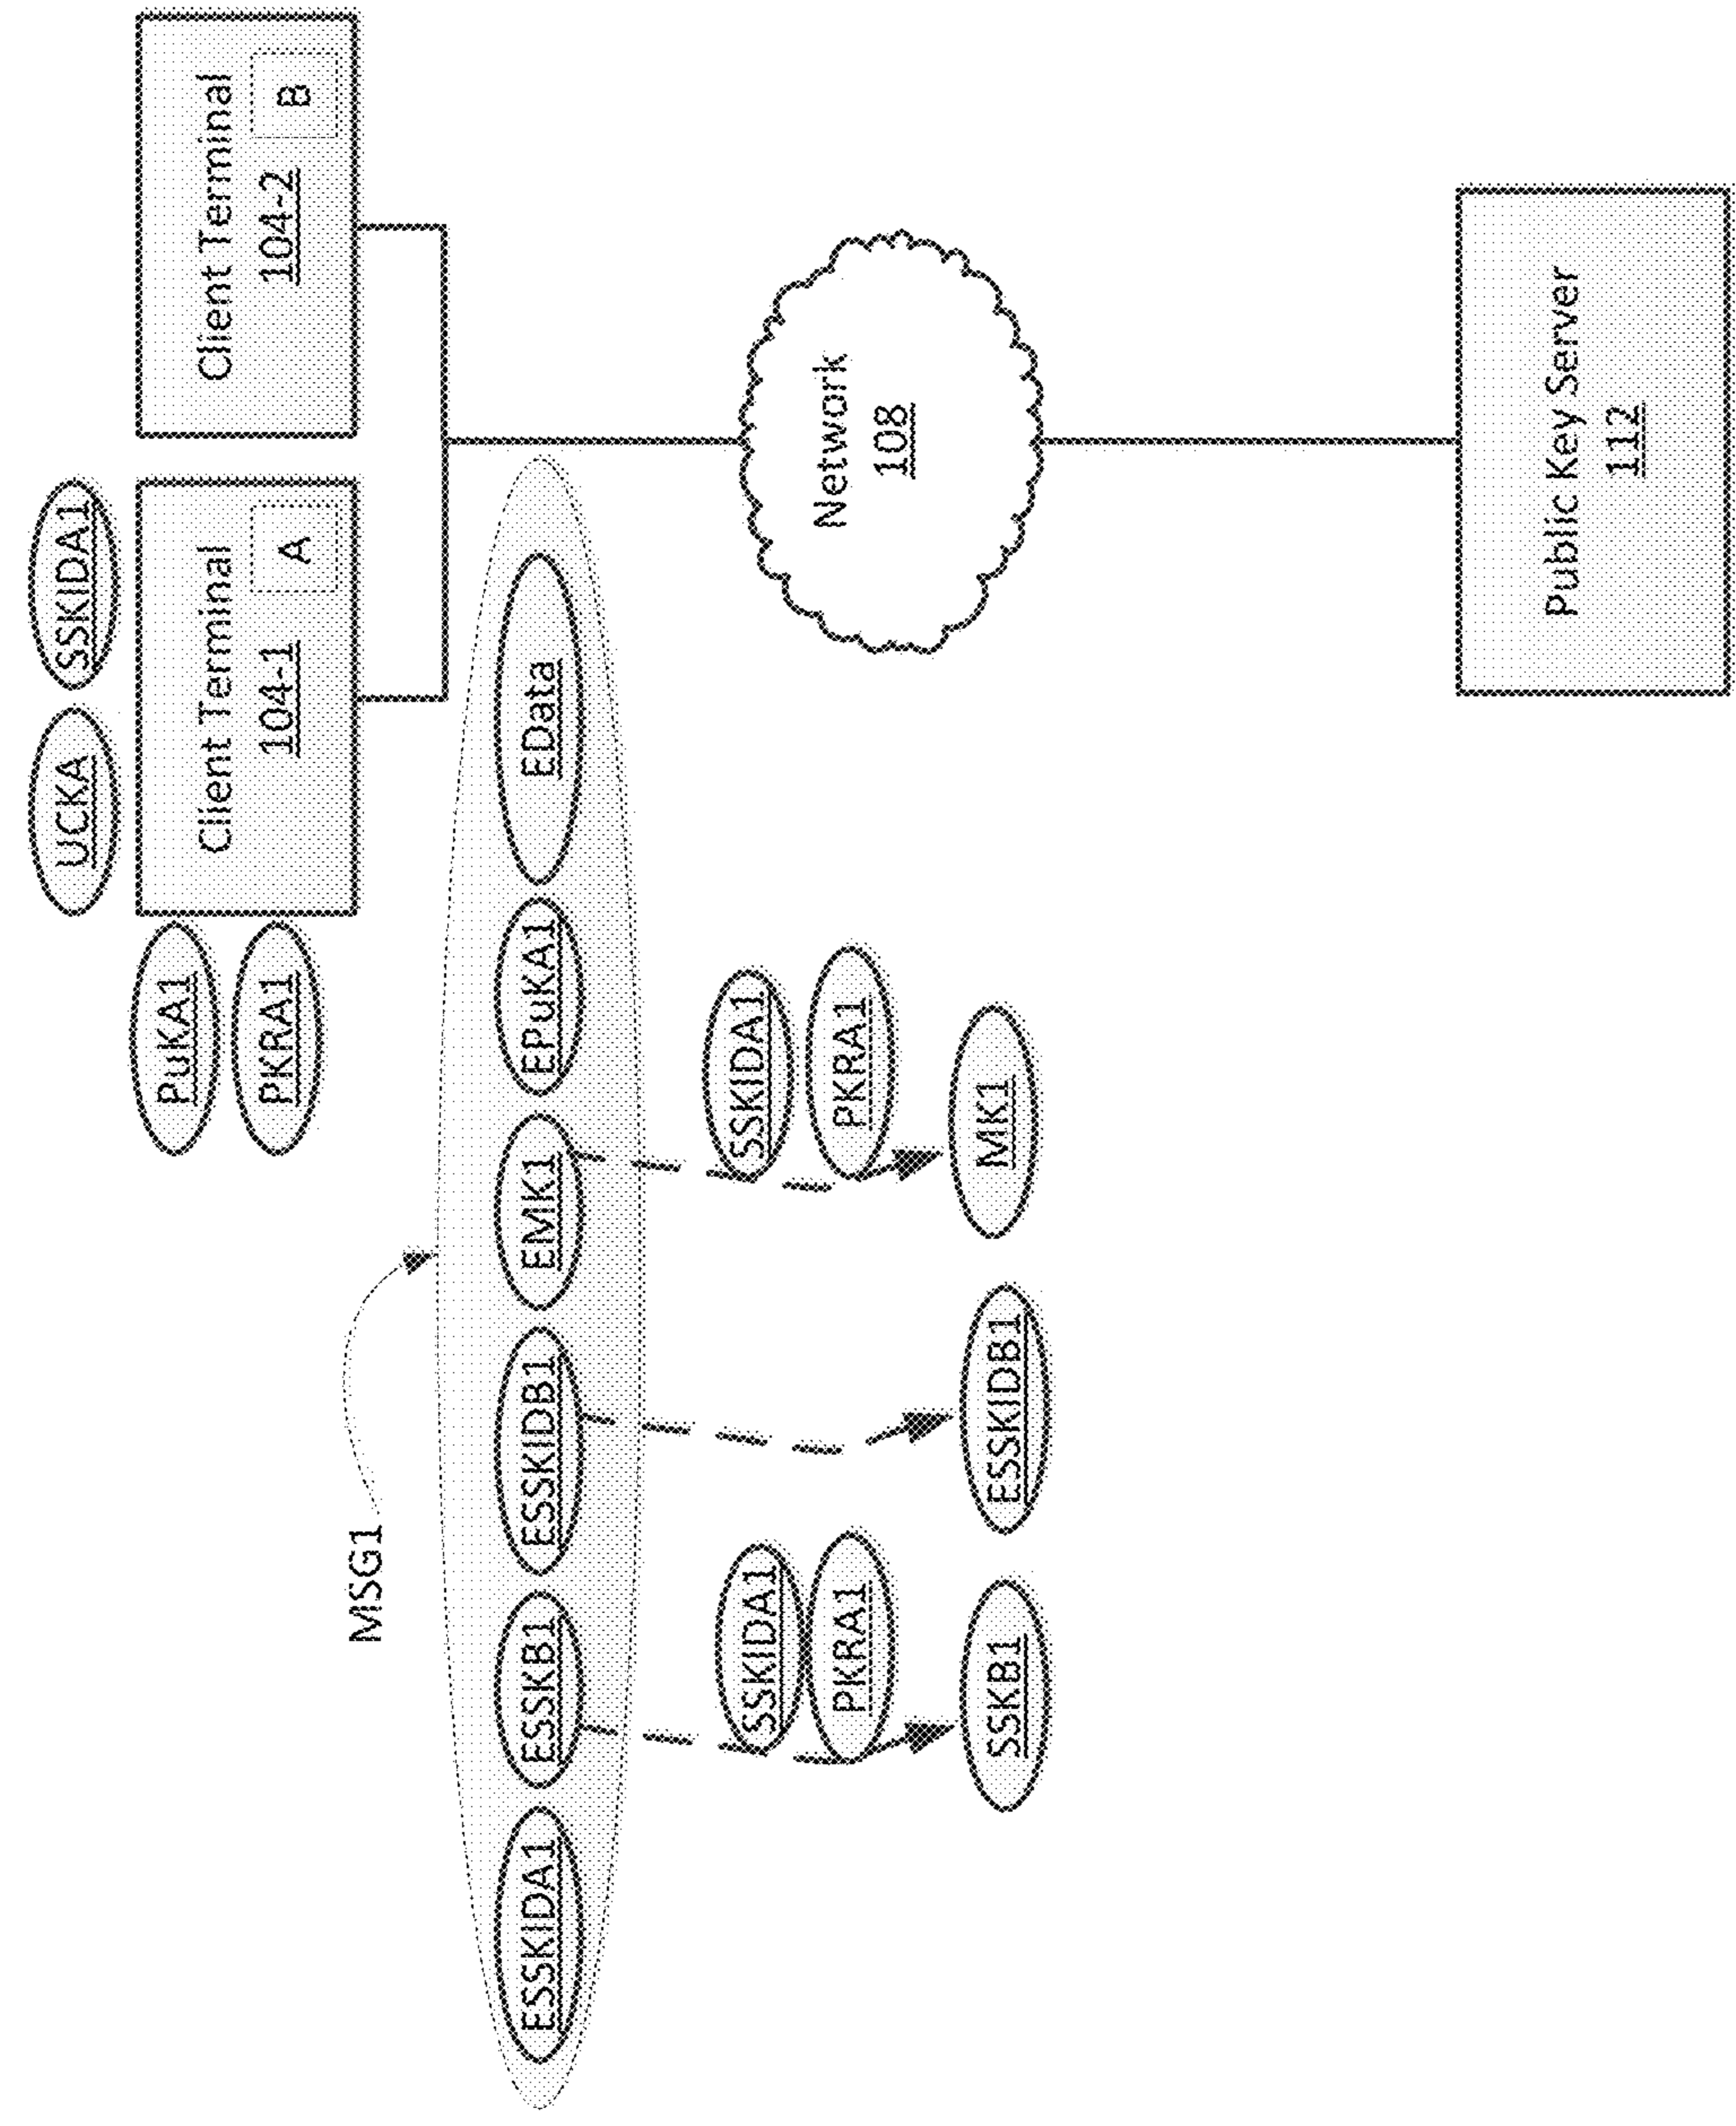 UCKA
SSKIDA1
PuKA1
PKRA1
Client Terminal
104-1
A
Client Terminal
104-2
B
MSG1
ESSKIDA1
ESSKB1
ESSKIDB1
EMK1
EPuKA1
EData
SSKIDA1
PKRA1
SSKIDA1
PKRA1
Network
108
SSKB1
ESSKIDB1
MK1
Public Key Server
112